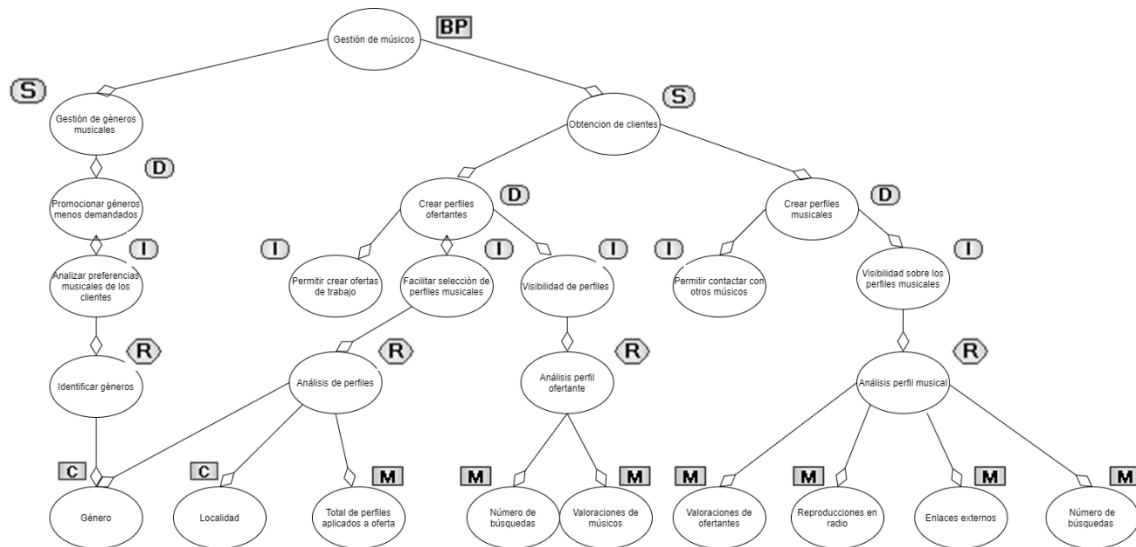 Gestión de músicos
BP
S
Gestión de géneros
musicales
S
Obtencion de clientes
D
Promocionar géneros
menos demandados
D
Crear perfiles
ofertantes
D
Crear perfiles
musicales
I
Analizar preferencias
musicales de los
clientes
I
Permitir crear ofertas
de trabajo
I
Facilitar selección de
perfiles musicales
I
Visibilidad de perfiles
I
Permitir contactar con
otros músicos
I
Visibilidad sobre los
perfiles musicales
R
Identificar géneros
R
Análisis de perfiles
R
Análisis perfil
ofertante
R
Análisis perfil musical
C
Género
C
Localidad
M
Total de perfiles
aplicados a oferta
M
Número de
búsquedas
M
Valoraciones de
músicos
M
Valoraciones de
ofertantes
M
Reproducciones en
radio
M
Enlaces externos
M
Número de
búsquedas